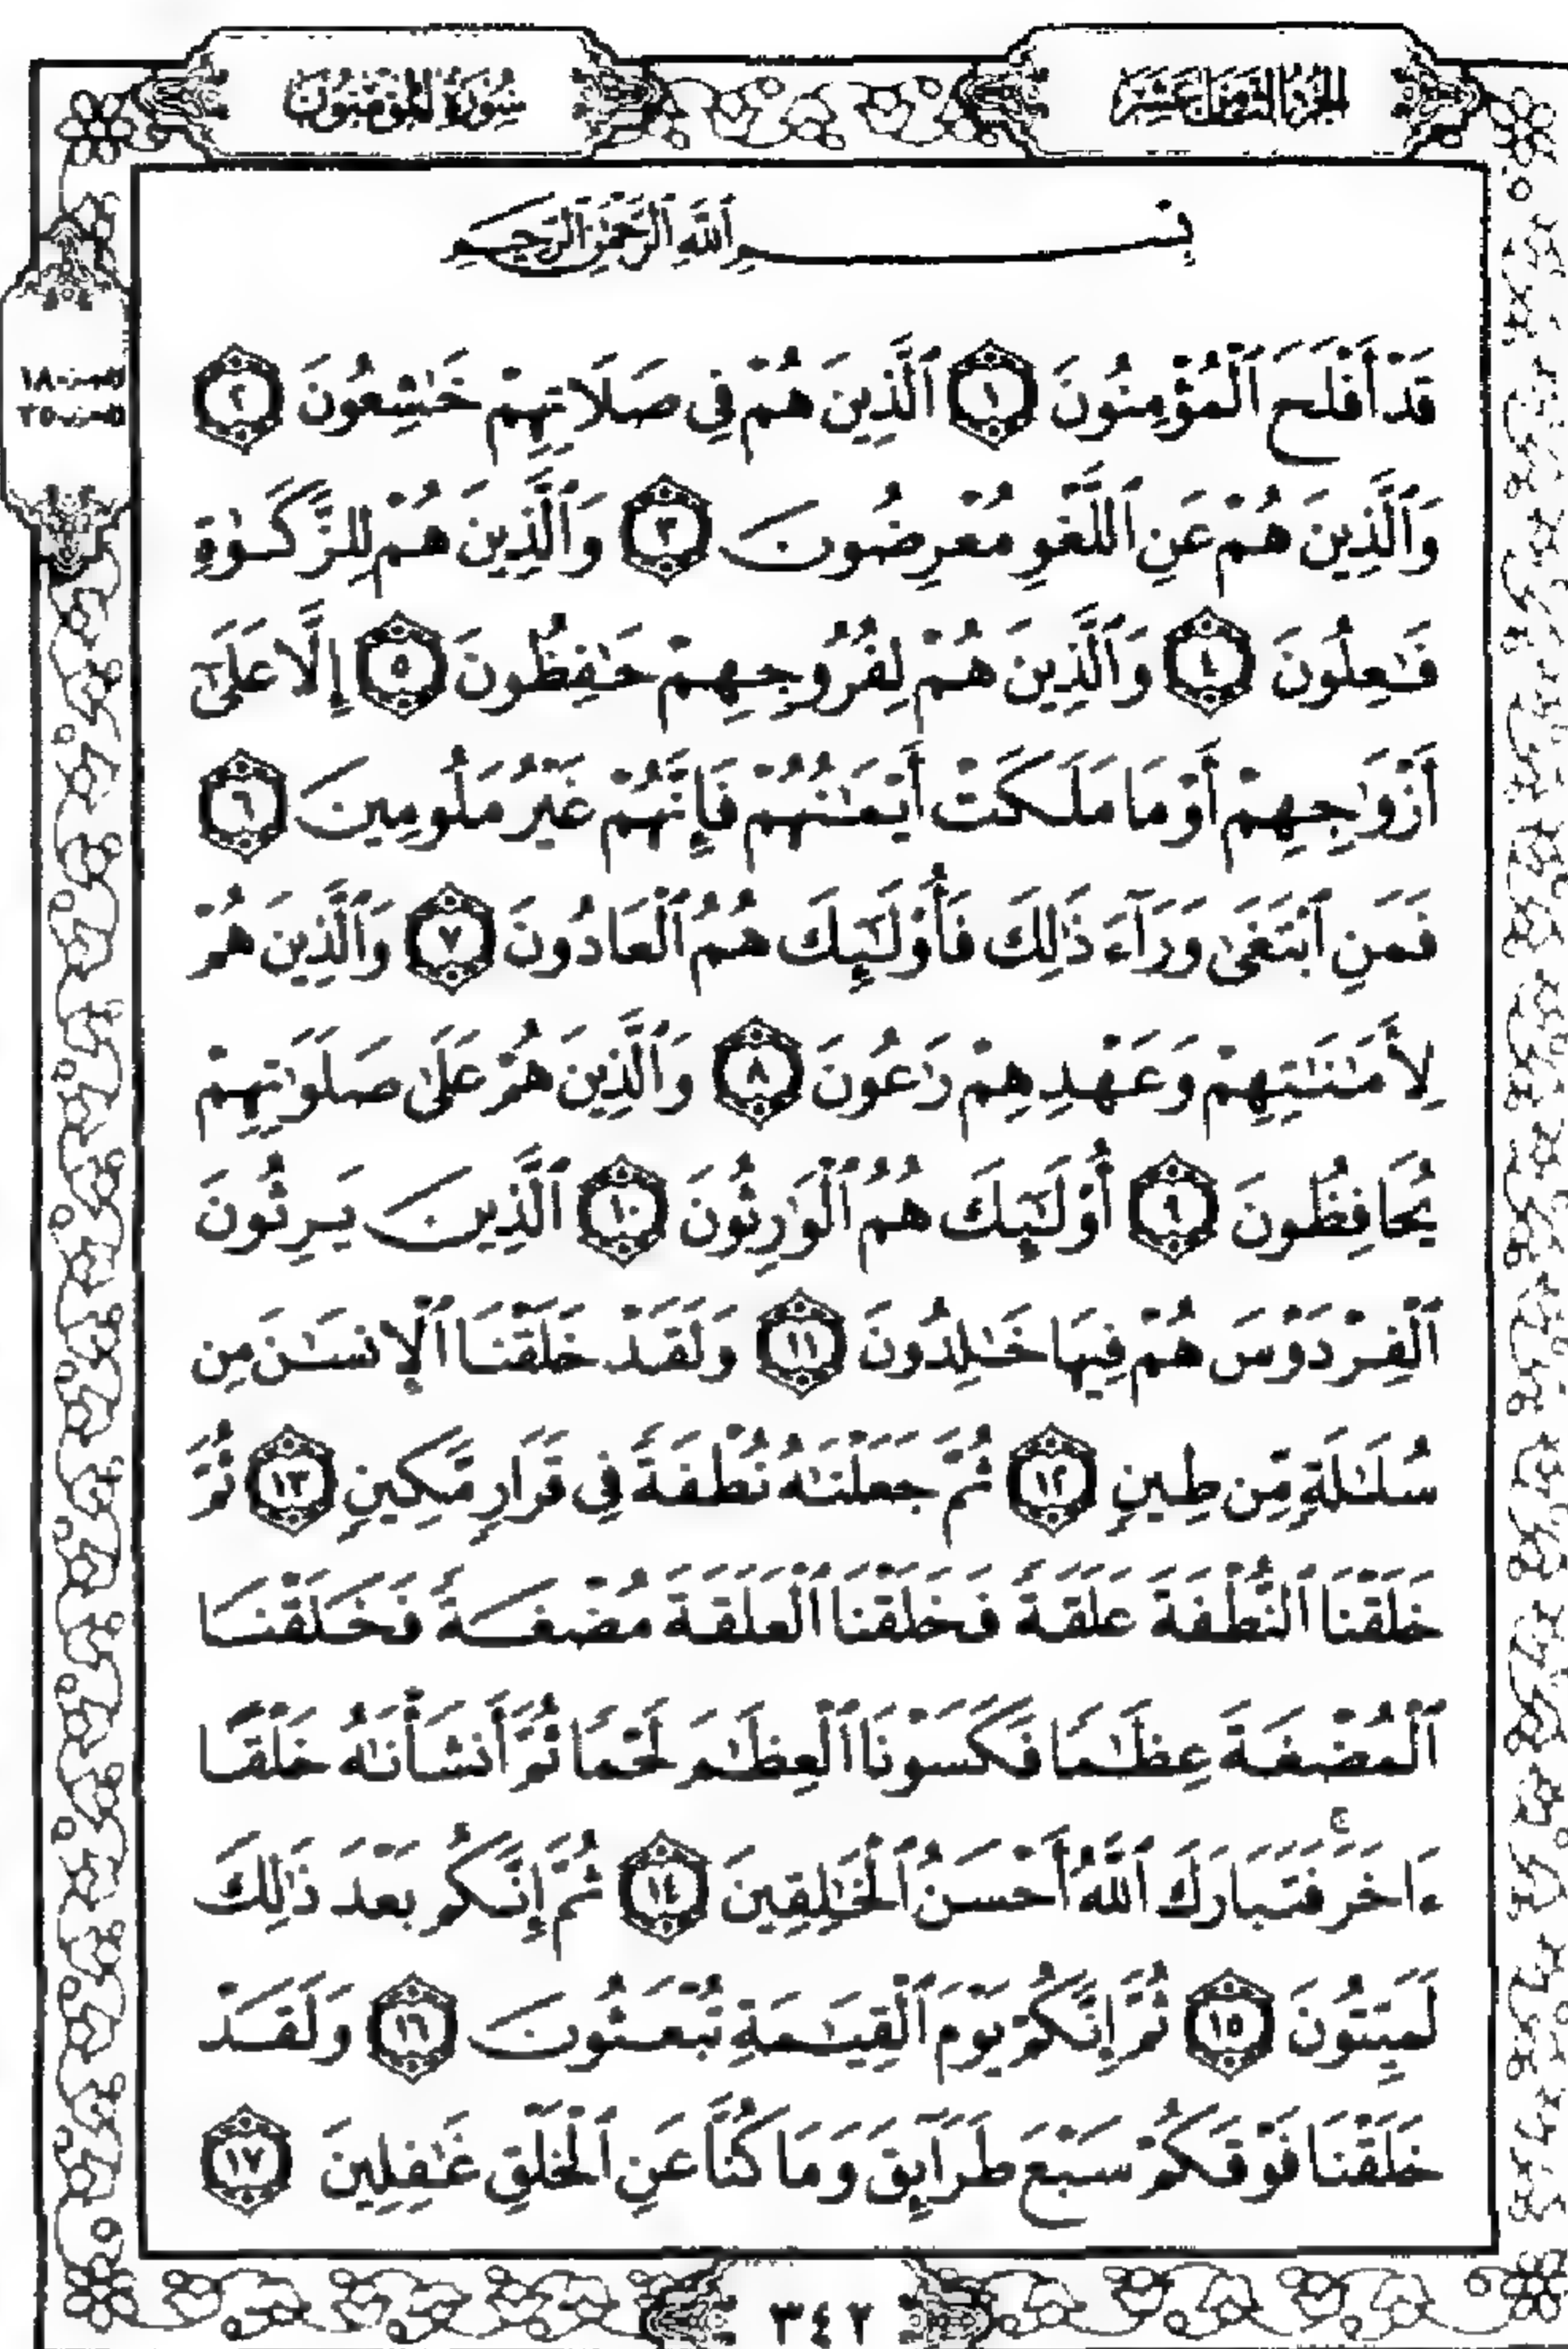 الجزء الثامن عشر
سورة المؤمنون
بِسْمِ ٱللَّهِ ٱلرَّحْمَٰنِ ٱلرَّحِيمِ
قَدْ أَفْلَحَ ٱلْمُؤْمِنُونَ ١ ٱلَّذِينَ هُمْ فِى صَلَاتِهِمْ خَٰشِعُونَ ٢
وَٱلَّذِينَ هُمْ عَنِ ٱللَّغْوِ مُعْرِضُونَ ٣ وَٱلَّذِينَ هُمْ لِلزَّكَوٰةِ
فَٰعِلُونَ ٤ وَٱلَّذِينَ هُمْ لِفُرُوجِهِمْ حَٰفِظُونَ ٥ إِلَّا عَلَىٰٓ
أَزْوَٰجِهِمْ أَوْ مَا مَلَكَتْ أَيْمَٰنُهُمْ فَإِنَّهُمْ غَيْرُ مَلُومِينَ ٦
فَمَنِ ٱبْتَغَىٰ وَرَآءَ ذَٰلِكَ فَأُو۟لَٰٓئِكَ هُمُ ٱلْعَادُونَ ٧ وَٱلَّذِينَ هُمْ
لِأَمَٰنَٰتِهِمْ وَعَهْدِهِمْ رَٰعُونَ ٨ وَٱلَّذِينَ هُمْ عَلَىٰ صَلَوَٰتِهِمْ
يُحَافِظُونَ ٩ أُو۟لَٰٓئِكَ هُمُ ٱلْوَٰرِثُونَ ١٠ ٱلَّذِينَ يَرِثُونَ
ٱلْفِرْدَوْسَ هُمْ فِيهَا خَٰلِدُونَ ١١ وَلَقَدْ خَلَقْنَا ٱلْإِنسَٰنَ مِن
سُلَٰلَةٍ مِّن طِينٍ ١٢ ثُمَّ جَعَلْنَٰهُ نُطْفَةً فِى قَرَارٍ مَّكِينٍ ١٣ ثُمَّ
خَلَقْنَا ٱلنُّطْفَةَ عَلَقَةً فَخَلَقْنَا ٱلْعَلَقَةَ مُضْغَةً فَخَلَقْنَا
ٱلْمُضْغَةَ عِظَٰمًا فَكَسَوْنَا ٱلْعِظَٰمَ لَحْمًا ثُمَّ أَنشَأْنَٰهُ خَلْقًا
ءَاخَرَ ۚ فَتَبَارَكَ ٱللَّهُ أَحْسَنُ ٱلْخَٰلِقِينَ ١٤ ثُمَّ إِنَّكُم بَعْدَ ذَٰلِكَ
لَمَيِّتُونَ ١٥ ثُمَّ إِنَّكُمْ يَوْمَ ٱلْقِيَٰمَةِ تُبْعَثُونَ ١٦ وَلَقَدْ
خَلَقْنَا فَوْقَكُمْ سَبْعَ طَرَآئِقَ وَمَا كُنَّا عَنِ ٱلْخَلْقِ غَٰفِلِينَ ١٧
٣٤٢